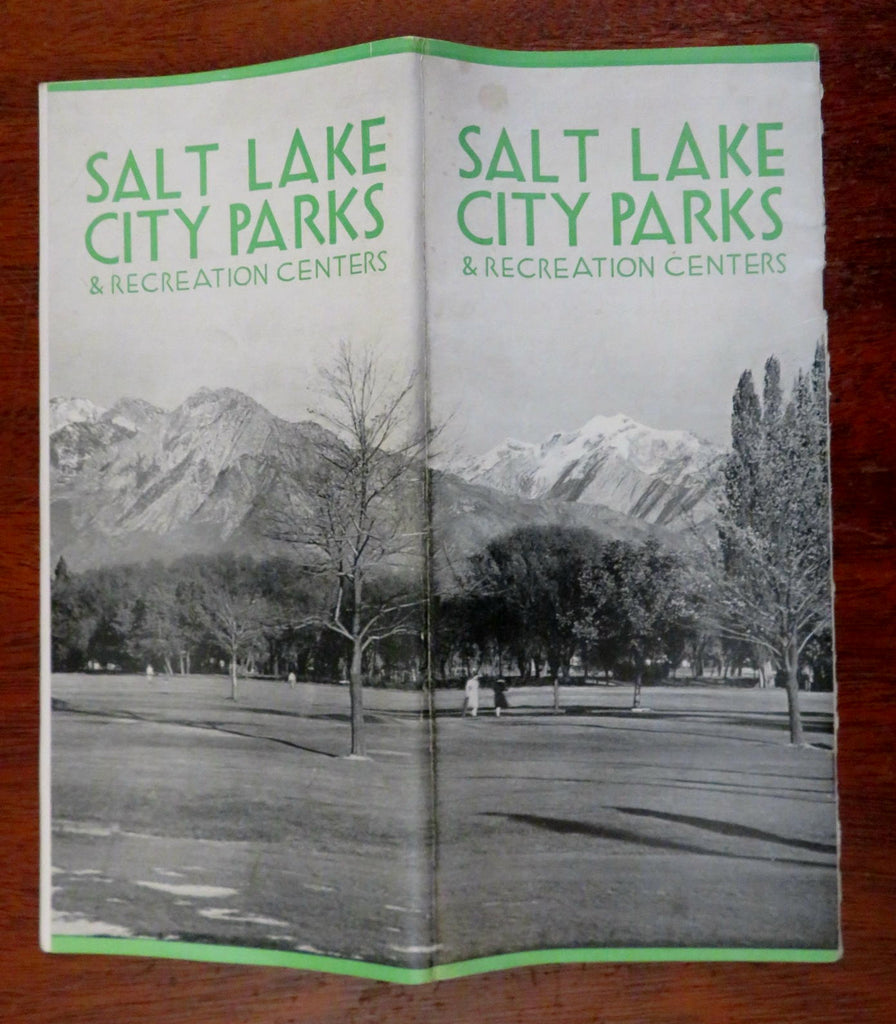 SALT LAKE
CITY PARKS
& RECREATION CENTERS
SALT LAKE
CITY PARKS
& RECREATION CENTERS